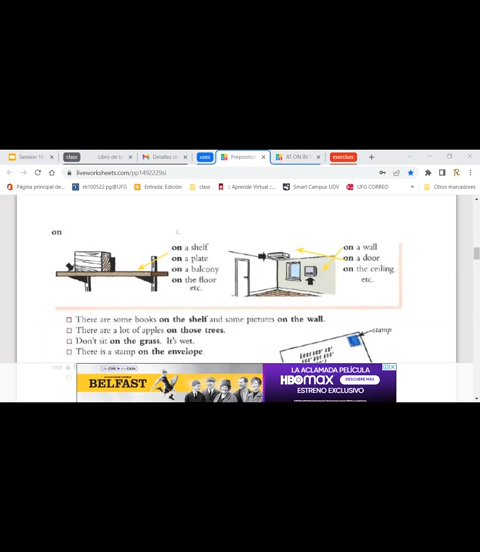 Session 1
class
Libro de t
Detalles d
uses
Preposition
AT ON IN
exercises
liveworksheets.com/pp1492229si
Página principal de...
rb100522.pg@UFG
Entrada: Edición
class
:: Aprende Virtual ::.
Smart Campus UDV
UFG CORREO
Otros marcadores
on
on a shelf
on a plate
on a balcony
on the floor
etc.
on a wall
on a door
on the ceiling
etc.
There are some books on the shelf and some pictures on the wall.
There are a lot of apples on those trees.
Don't sit on the grass. It's wet.
There is a stamp on the envelope.
stamp
BELFAST
LA ACLAMADA PELÍCULA
HBOMAX
DESCUBRE MÁS
ESTRENO EXCLUSIVO